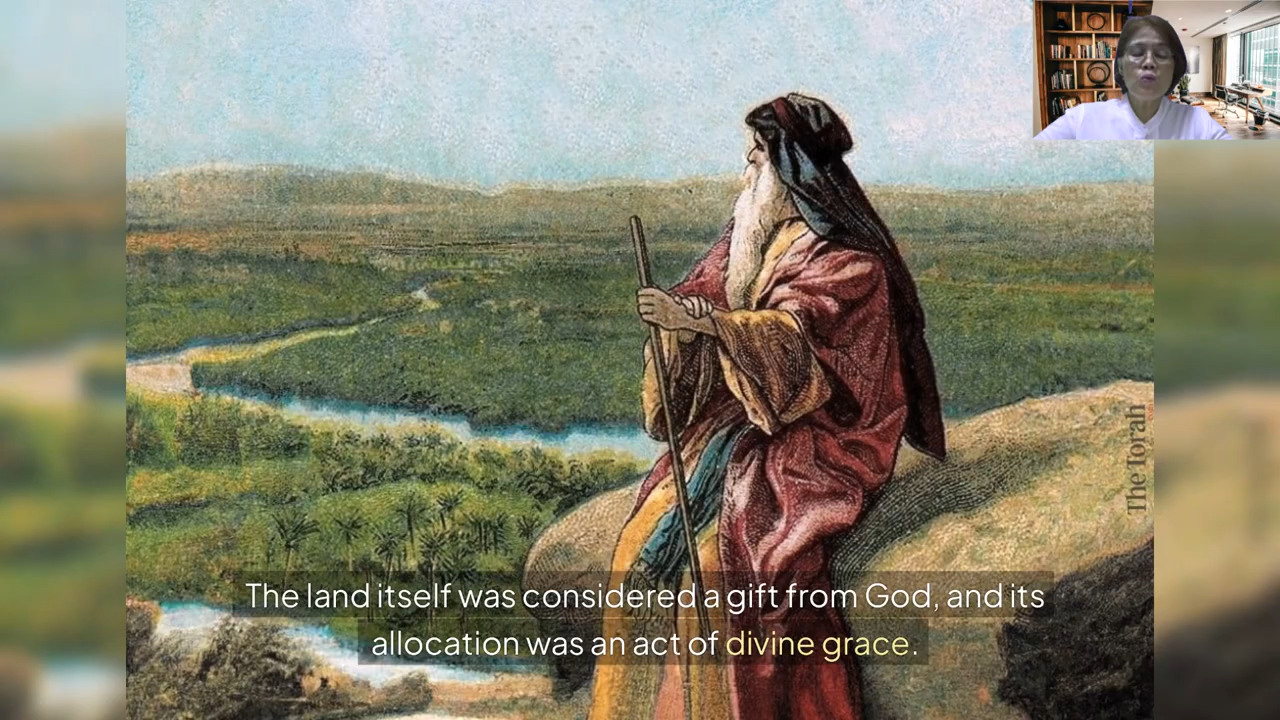 The land itself was considered a gift from God, and its
allocation was an act of divine grace.
The torah